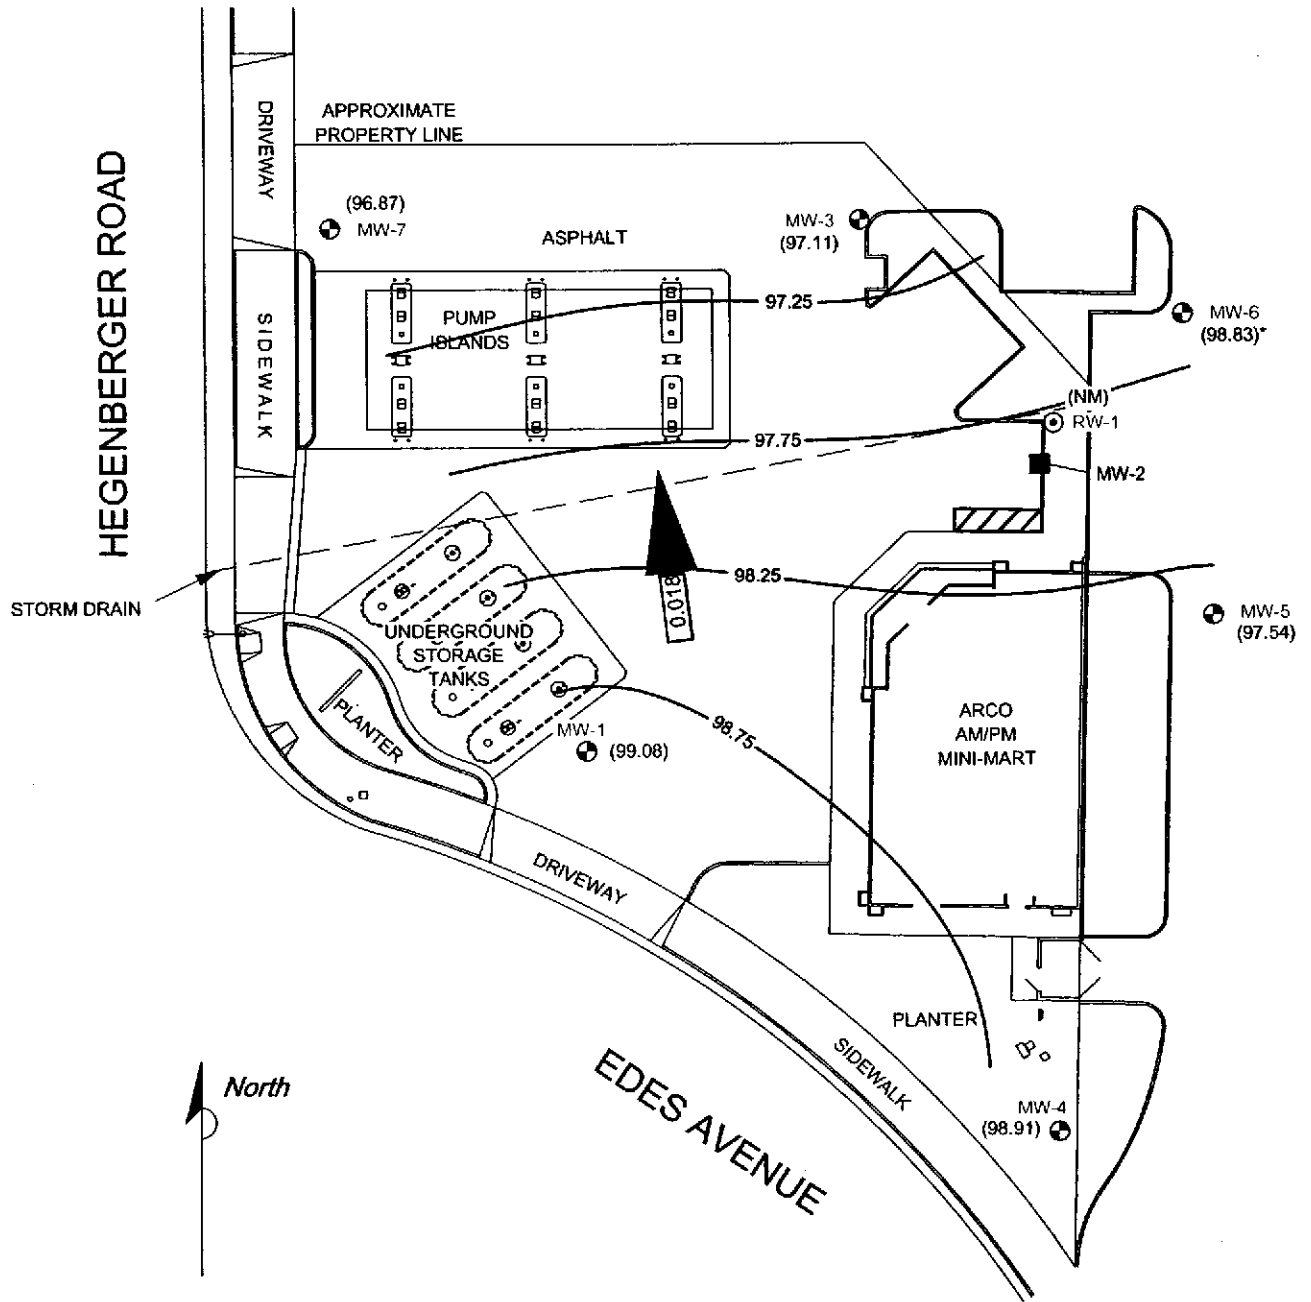 APPROXIMATE
PROPERTY LINE
DRIVEWAY
HEGENBERGER ROAD
(96.87)
MW-7
ASPHALT
MW-3
(97.11)
97.25
MW-6
(98.83)*
SIDEWALK
PUMP
ISLANDS
(NM)
RW-1
97.75
MW-2
STORM DRAIN
0.018
98.25
MW-5
(97.54)
UNDERGROUND
STORAGE
TANKS
PLANTER
MW-1
(99.08)
98.75
ARCO
AM/PM
MINI-MART
DRIVEWAY
PLANTER
SIDEWALK
EDES AVENUE
North
MW-4
(98.91)